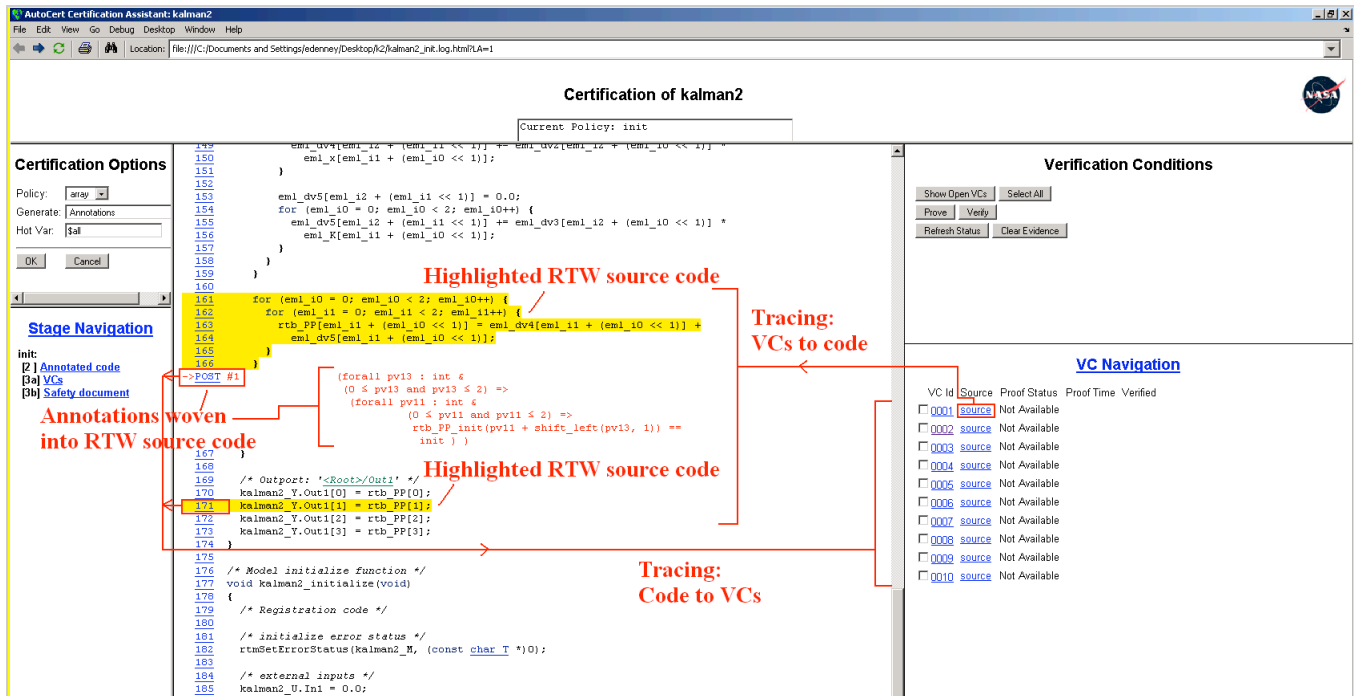 AutoCert Certification Assistant: kalman2
File Edit View Go Debug Desktop Window Help
Location: file:///C:/Documents and Settings/edenney/Desktop/k2/kalman2_init.log.html?LA=1
Certification of kalman2
NASA
Current Policy: init
Certification Options
Policy: array
Generate: Annotations
Hot Var: $all
OK Cancel
Stage Navigation
init:
[2 ] Annotated code
[3a] VCs
[3b] Safety document
149 eml_dv4[eml_i2 + (eml_i1 << 1)] += eml_dv2[eml_i2 + (eml_i0 << 1)] *
150 eml_x[eml_i1 + (eml_i0 << 1)];
151 }
152
153 eml_dv5[eml_i2 + (eml_i1 << 1)] = 0.0;
154 for (eml_i0 = 0; eml_i0 < 2; eml_i0++) {
155 eml_dv5[eml_i2 + (eml_i1 << 1)] += eml_dv3[eml_i2 + (eml_i0 << 1)] *
156 eml_K[eml_i1 + (eml_i0 << 1)];
157 }
158 }
159 }
160
Highlighted RTW source code
161 for (eml_i0 = 0; eml_i0 < 2; eml_i0++) {
162 for (eml_i1 = 0; eml_i1 < 2; eml_i1++) {
163 rtb_PP[eml_i1 + (eml_i0 << 1)] = eml_dv4[eml_i1 + (eml_i0 << 1)] +
164 eml_dv5[eml_i1 + (eml_i0 << 1)];
165 }
166 }
->POST #1
(forall pv13 : int &
(0 ≤ pv13 and pv13 ≤ 2) =>
(forall pv11 : int &
(0 ≤ pv11 and pv11 ≤ 2) =>
rtb_PP_init(pv11 + shift_left(pv13, 1)) ==
init ) )
Annotations woven
into RTW source code
167 }
168
Highlighted RTW source code
169 /* Outport: '<Root>/Out1' */
170 kalman2_Y.Out1[0] = rtb_PP[0];
171 kalman2_Y.Out1[1] = rtb_PP[1];
172 kalman2_Y.Out1[2] = rtb_PP[2];
173 kalman2_Y.Out1[3] = rtb_PP[3];
174 }
175
176 /* Model initialize function */
177 void kalman2_initialize(void)
178 {
179 /* Registration code */
180
181 /* initialize error status */
182 rtmSetErrorStatus(kalman2_M, (const char_T *)0);
183
184 /* external inputs */
185 kalman2_U.In1 = 0.0;
Tracing:
VCs to code
Tracing:
Code to VCs
Verification Conditions
Show Open VCs Select All
Prove Verify
Refresh Status Clear Evidence
VC Navigation
VC Id Source Proof Status Proof Time Verified
0001 source Not Available
0002 source Not Available
0003 source Not Available
0004 source Not Available
0005 source Not Available
0006 source Not Available
0007 source Not Available
0008 source Not Available
0009 source Not Available
0010 source Not Available